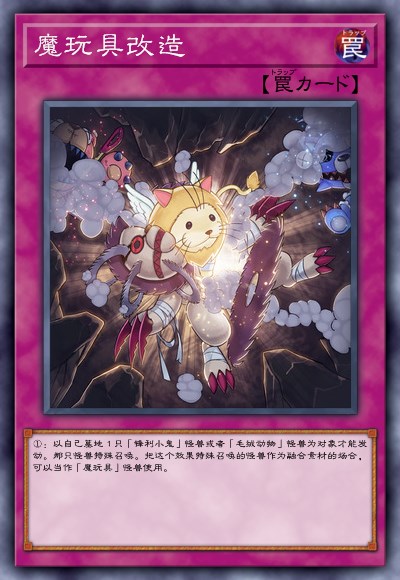 魔玩具改造
トラップ
罠
トラップ
【罠カード】
①：以自己墓地１只「锋利小鬼」怪兽或者「毛绒动物」怪兽为对象才能发
动。那只怪兽特殊召唤。把这个效果特殊召唤的怪兽作为融合素材的场合，
可以当作「魔玩具」怪兽使用。